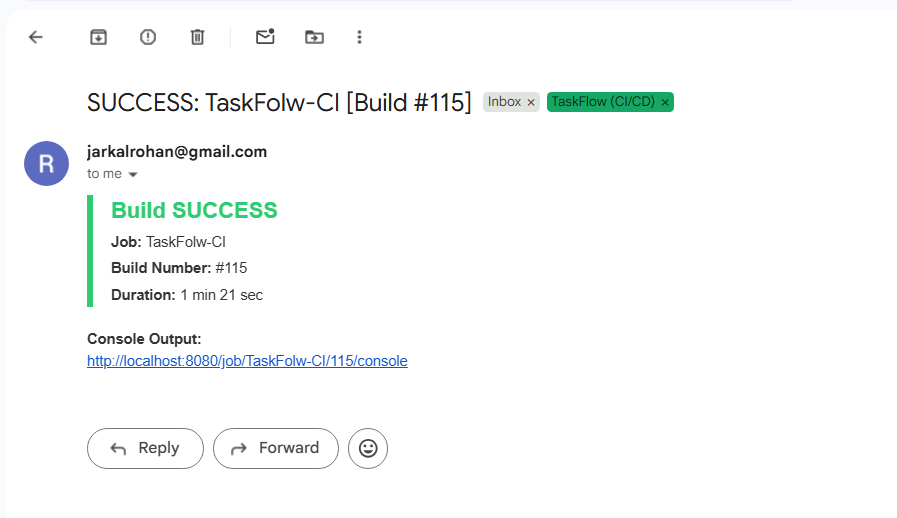 SUCCESS: TaskFolw-CI [Build #115] Inbox × TaskFlow (CI/CD) ×
R
jarkalrohan@gmail.com
to me
Build SUCCESS
Job: TaskFolw-CI
Build Number: #115
Duration: 1 min 21 sec
Console Output:
http://localhost:8080/job/TaskFolw-CI/115/console
Reply Forward